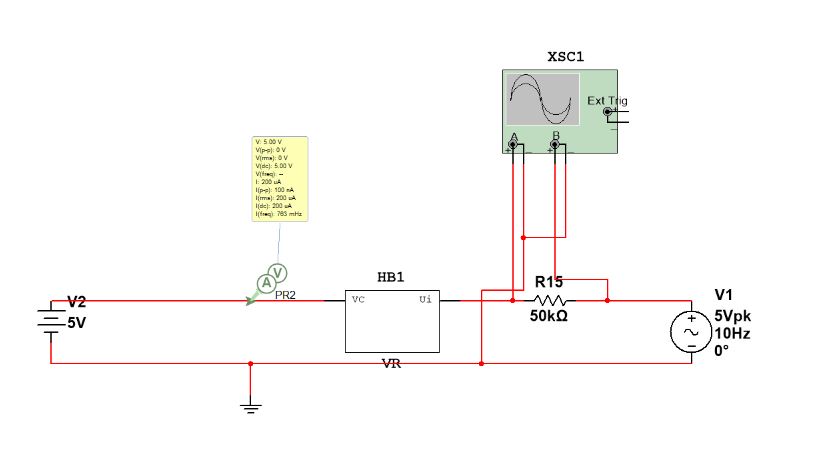 XSC1
Ext Trig
+
_
A
B
+
_
+
_
V: 5.00 V
V(p-p): 0 V
V(rms): 0 V
V(dc): 5.00 V
V(freq): --
I: 200 uA
I(p-p): 100 nA
I(rms): 200 uA
I(dc): 200 uA
I(freq): 763 mHz
V
A
PR2
HB1
VC
Ui
VR
V2
5V
R15
50kΩ
V1
5Vpk
10Hz
0°